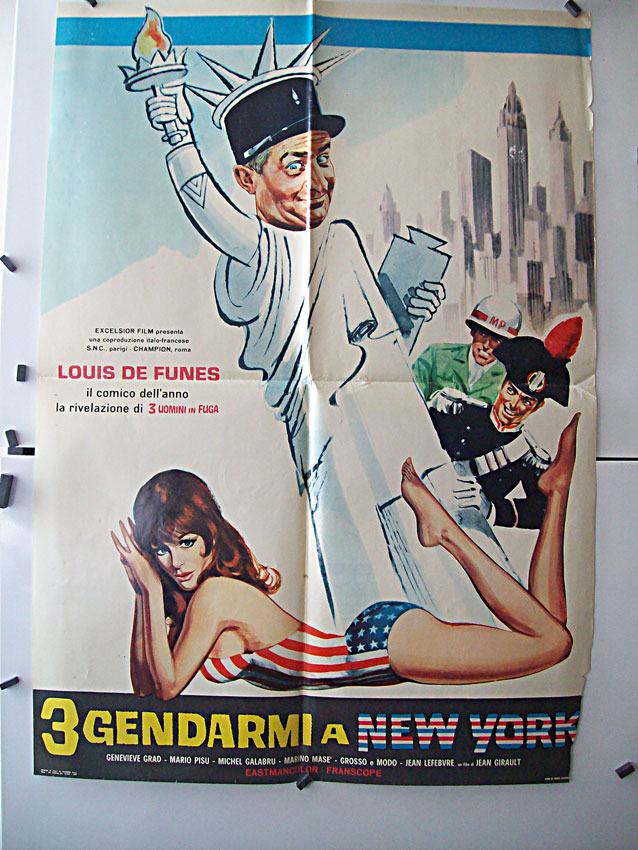 MP
EXCELSIOR FILM presenta
una coproduzione italo-francese
S.N.C., parigi - CHAMPION, roma
LOUIS DE FUNES
il comico dell'anno
la rivelazione di 3 UOMINI IN FUGA
3 GENDARMI A NEW YORK
GENEVIEVE GRAD - MARIO PISU - MICHEL GALABRU - MARINO MASE' - GROSSO e MODO - JEAN LEFEBVRE un film di JEAN GIRAULT
EASTMANCOLOR - FRANSCOPE